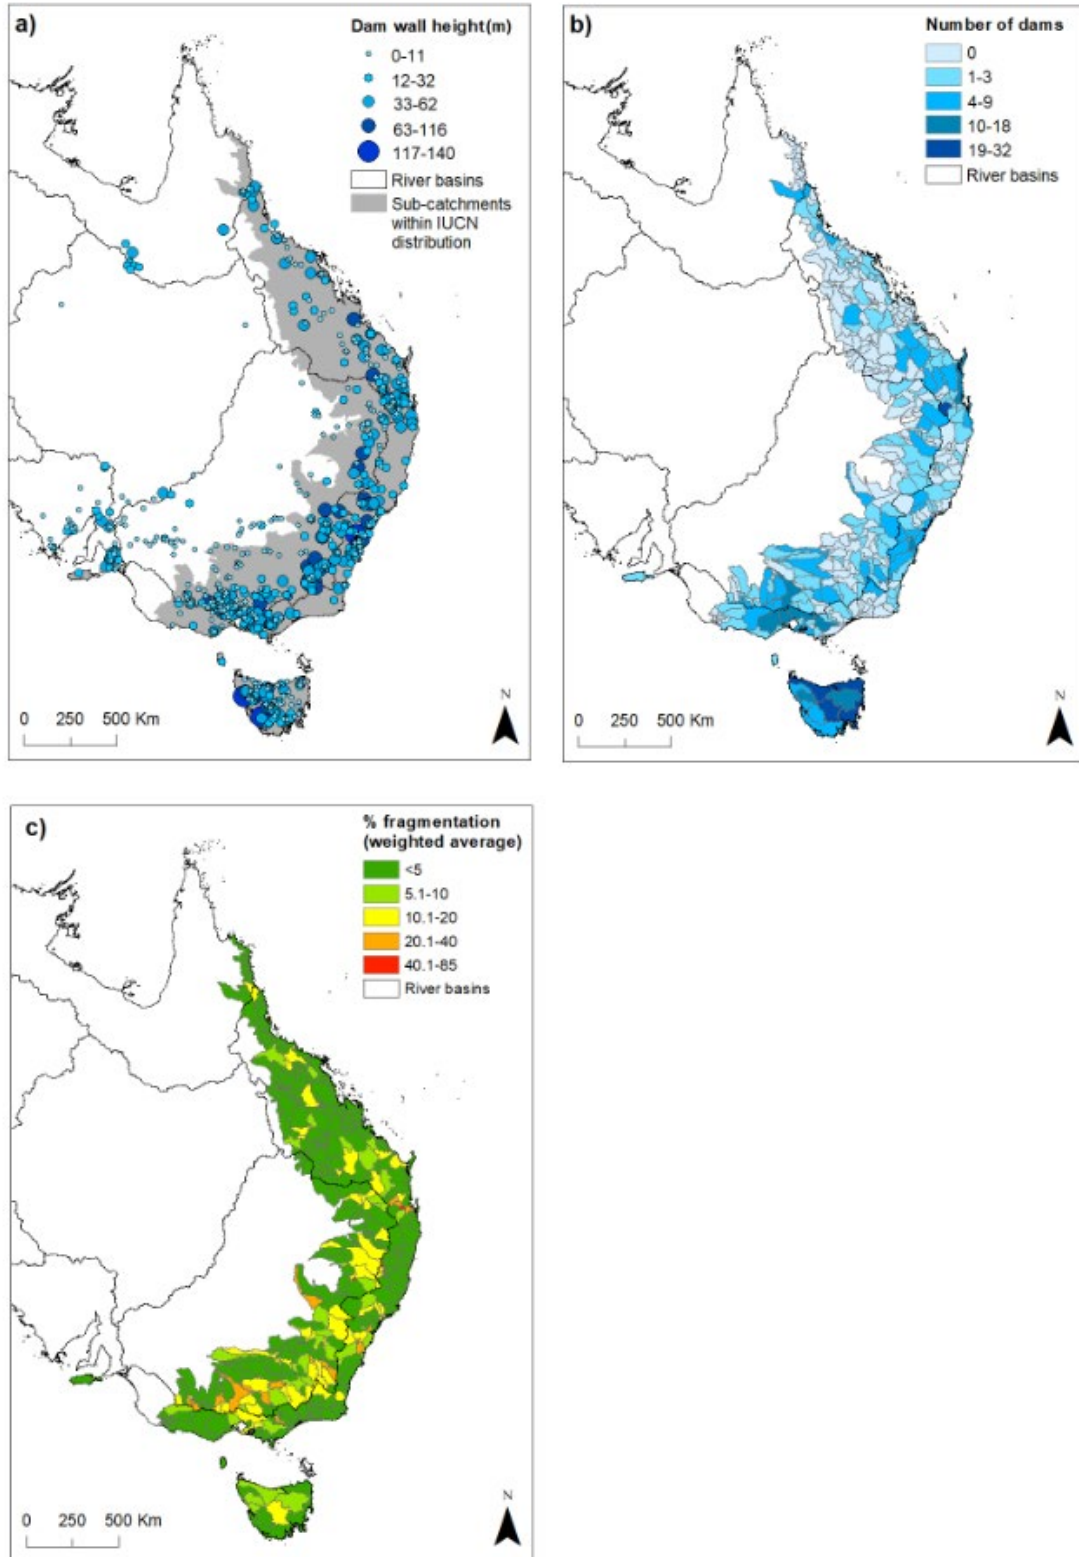 a)
Dam wall height(m)
0-11
12-32
33-62
63-116
117-140
River basins
Sub-catchments
within IUCN
distribution
N
0 250 500 Km
b)
Number of dams
0
1-3
4-9
10-18
19-32
River basins
N
0 250 500 Km
c)
% fragmentation
(weighted average)
<5
5.1-10
10.1-20
20.1-40
40.1-85
River basins
N
0 250 500 Km